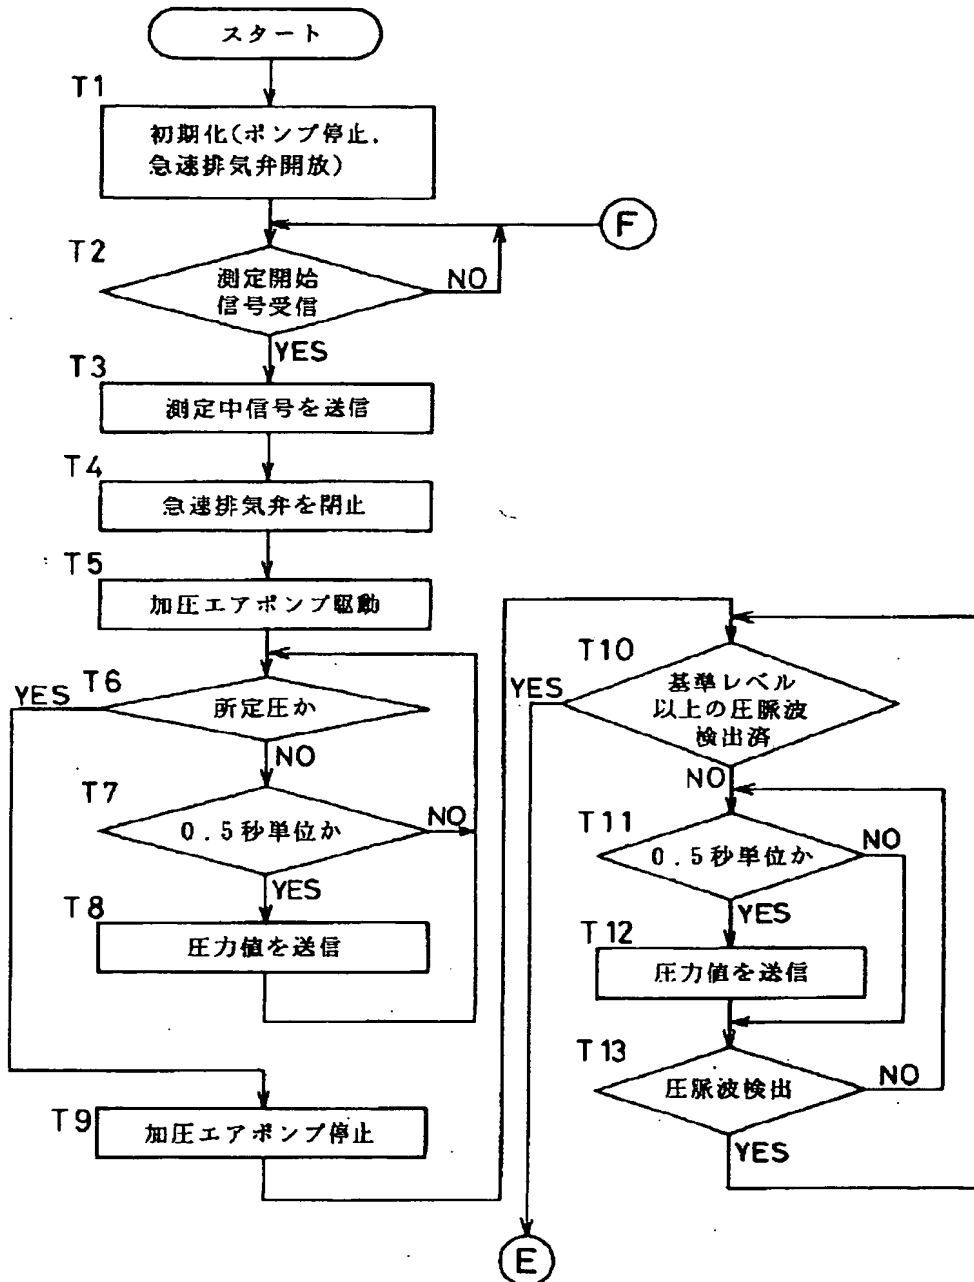 スタート
T1
初期化(ポンプ停止,
急速排気弁開放)
F
T2
測定開始
信号受信
NO
YES
T3
測定中信号を送信
T4
急速排気弁を閉止
T5
加圧エアポンプ駆動
T6
YES
所定圧か
NO
T7
0.5秒単位か
NO
YES
T8
圧力値を送信
T9
加圧エアポンプ停止
T10
YES
基準レベル
以上の圧脈波
検出済
NO
T11
0.5秒単位か
NO
YES
T12
圧力値を送信
T13
圧脈波検出
NO
YES
E